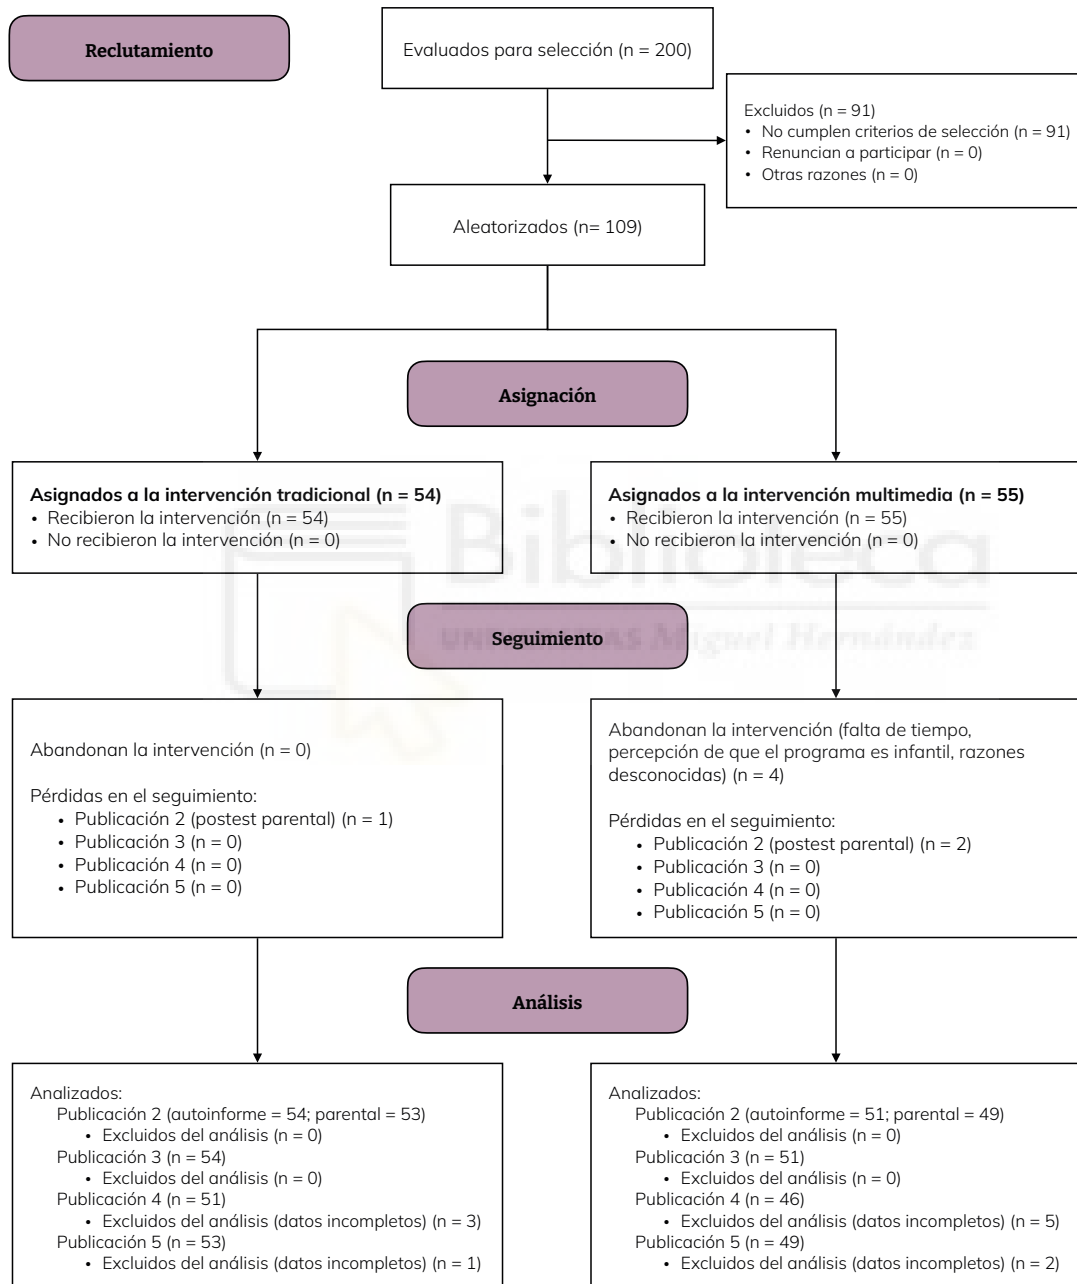 Reclutamiento
Evaluados para selección (n = 200)
Excluidos (n = 91)
• No cumplen criterios de selección (n = 91)
• Renuncian a participar (n = 0)
• Otras razones (n = 0)
Aleatorizados (n= 109)
Asignación
Asignados a la intervención tradicional (n = 54)
• Recibieron la intervención (n = 54)
• No recibieron la intervención (n = 0)
Asignados a la intervención multimedia (n = 55)
• Recibieron la intervención (n = 55)
• No recibieron la intervención (n = 0)
Biblioteca
UNIVERSITAS Miguel Hernández
Seguimiento
Abandonan la intervención (n = 0)
Pérdidas en el seguimiento:
• Publicación 2 (postest parental) (n = 1)
• Publicación 3 (n = 0)
• Publicación 4 (n = 0)
• Publicación 5 (n = 0)
Abandonan la intervención (falta de tiempo,
percepción de que el programa es infantil, razones
desconocidas) (n = 4)
Pérdidas en el seguimiento:
• Publicación 2 (postest parental) (n = 2)
• Publicación 3 (n = 0)
• Publicación 4 (n = 0)
• Publicación 5 (n = 0)
Análisis
Analizados:
Publicación 2 (autoinforme = 54; parental = 53)
• Excluidos del análisis (n = 0)
Publicación 3 (n = 54)
• Excluidos del análisis (n = 0)
Publicación 4 (n = 51)
• Excluidos del análisis (datos incompletos) (n = 3)
Publicación 5 (n = 53)
• Excluidos del análisis (datos incompletos) (n = 1)
Analizados:
Publicación 2 (autoinforme = 51; parental = 49)
• Excluidos del análisis (n = 0)
Publicación 3 (n = 51)
• Excluidos del análisis (n = 0)
Publicación 4 (n = 46)
• Excluidos del análisis (datos incompletos) (n = 5)
Publicación 5 (n = 49)
• Excluidos del análisis (datos incompletos) (n = 2)